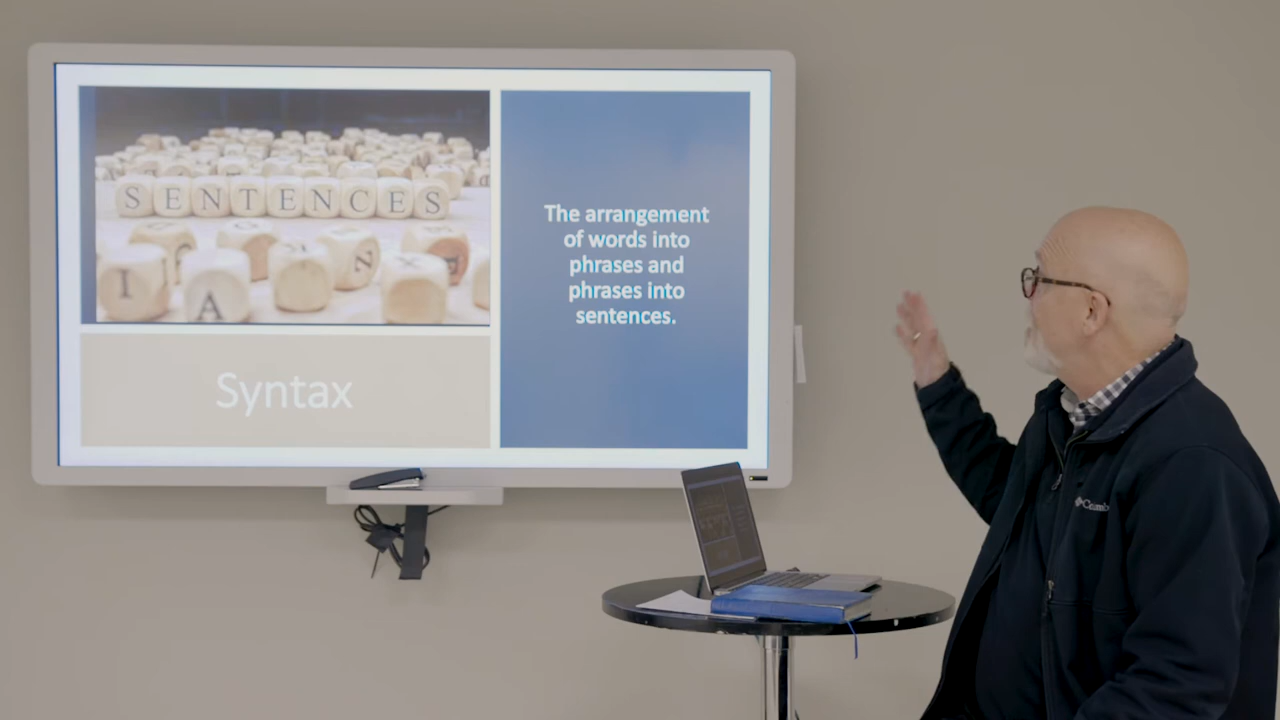 SENTENCES
I
A
N
Syntax
The arrangement
of words into
phrases and
phrases into
sentences.
Columbia